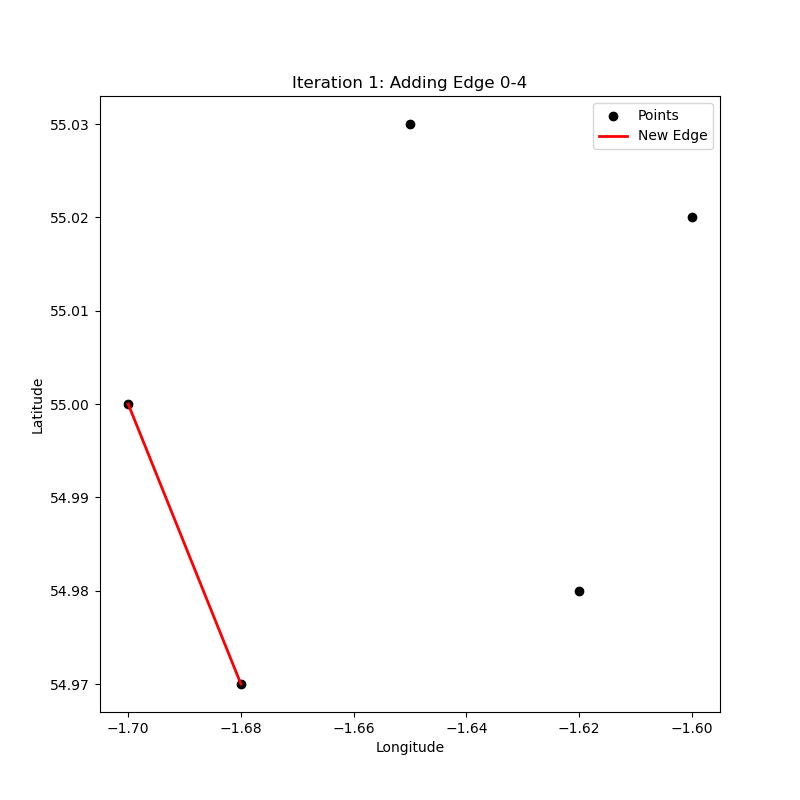 Iteration 1: Adding Edge 0-4
Points
New Edge
55.03
55.02
55.01
55.00
54.99
54.98
54.97
Latitude
−1.70
−1.68
−1.66
−1.64
−1.62
−1.60
Longitude